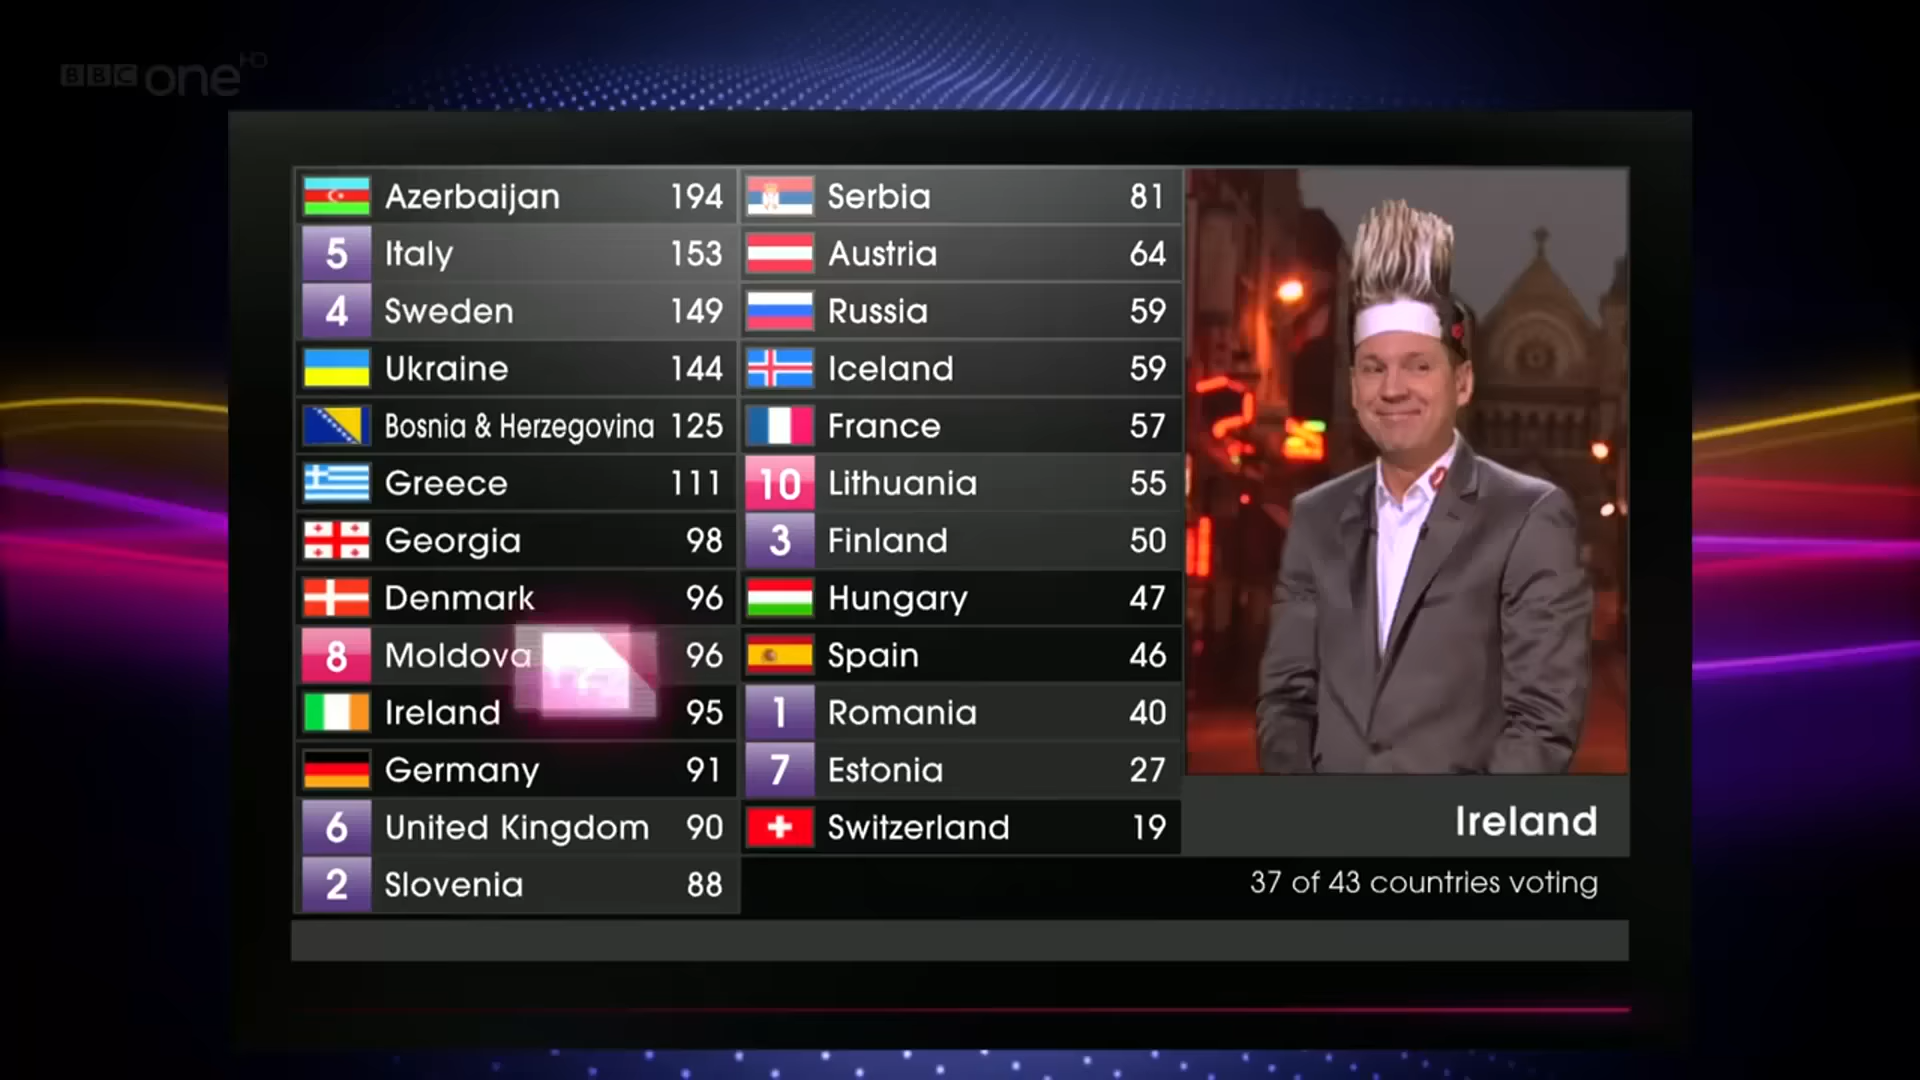 BBC one HD
Azerbaijan 194
5 Italy 153
4 Sweden 149
Ukraine 144
Bosnia & Herzegovina 125
Greece 111
Georgia 98
Denmark 96
8 Moldova 96
Ireland 95
Germany 91
6 United Kingdom 90
2 Slovenia 88
Serbia 81
Austria 64
Russia 59
Iceland 59
France 57
10 Lithuania 55
3 Finland 50
Hungary 47
Spain 46
1 Romania 40
7 Estonia 27
Switzerland 19
Ireland
37 of 43 countries voting